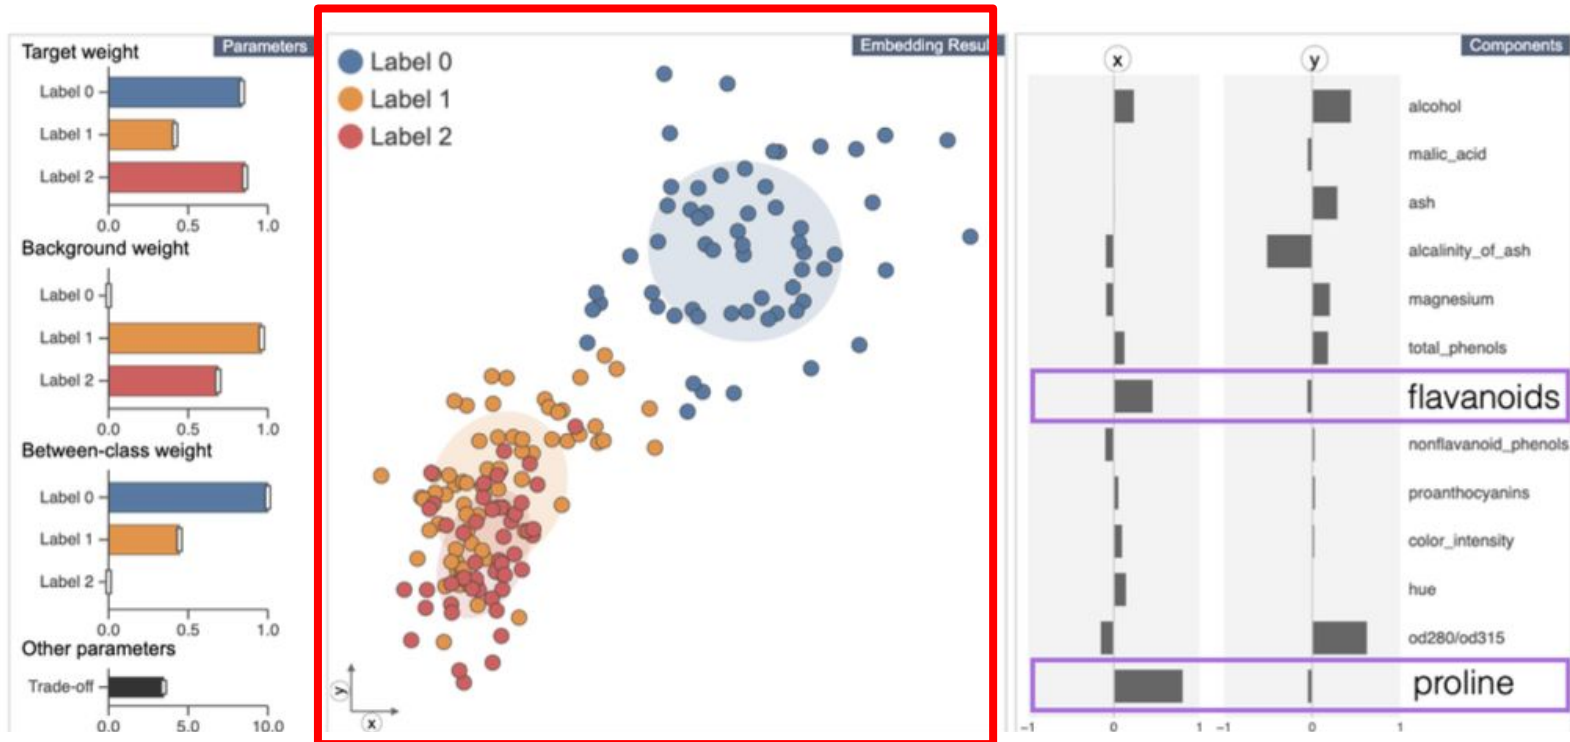 Target weight
Parameters
Label 0
Label 1
Label 2
0.0 0.5 1.0
Background weight
Label 0
Label 1
Label 2
0.0 0.5 1.0
Between-class weight
Label 0
Label 1
Label 2
0.0 0.5 1.0
Other parameters
Trade-off
0.0 5.0 10.0
Embedding Resul
Label 0
Label 1
Label 2
y
x
Components
x y
alcohol
malic_acid
ash
alcalinity_of_ash
magnesium
total_phenols
flavanoids
nonflavanoid_phenols
proanthocyanins
color_intensity
hue
od280/od315
proline
−1 0 1 −1 0 1